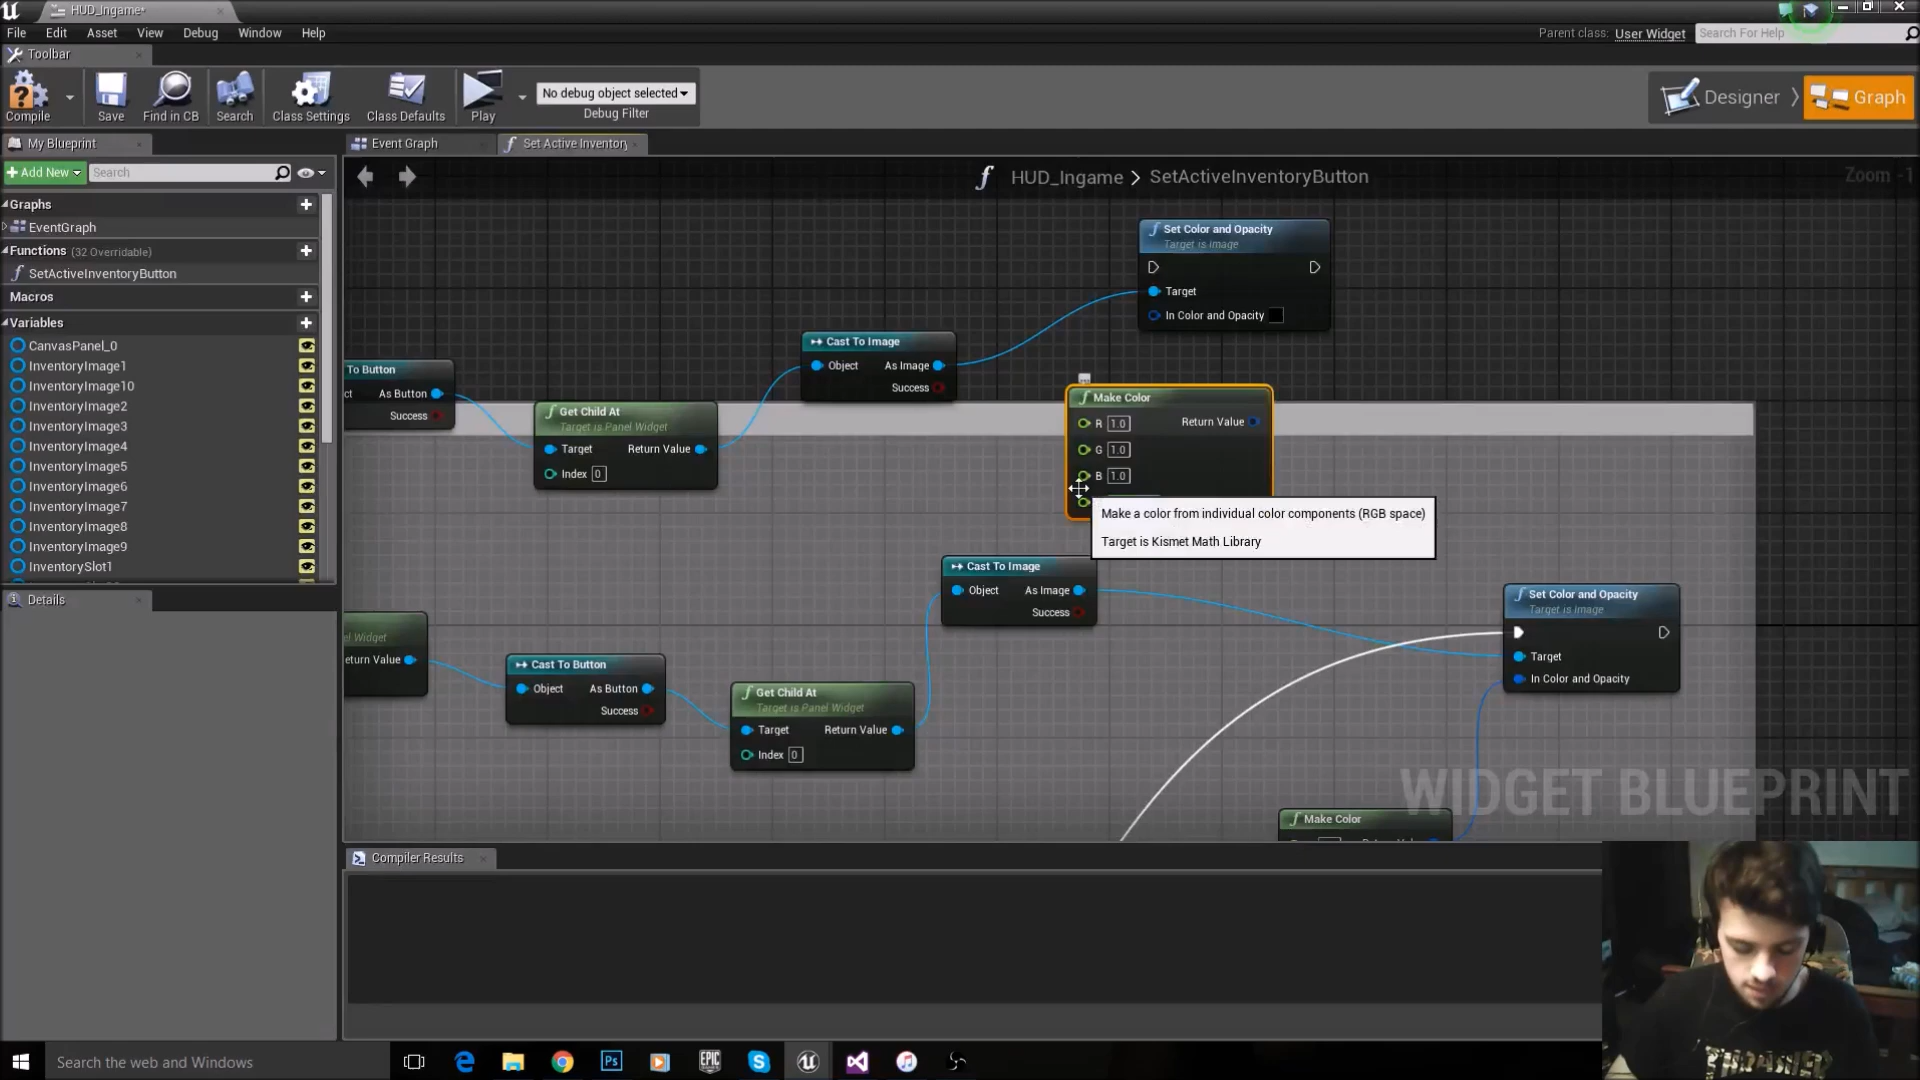 HUD_Ingame*
File Edit Asset View Debug Window Help
Parent class: User Widget Search For Help
Toolbar
Compile Save Find in CB Search Class Settings Class Defaults Play
No debug object selected
Debug Filter
Designer Graph
My Blueprint
Event Graph Set Active Inventory
+Add New Search
HUD_Ingame > SetActiveInventoryButton
Zoom -1
Graphs
EventGraph
Functions (32 Overridable)
SetActiveInventoryButton
Macros
Variables
CanvasPanel_0
InventoryImage1
InventoryImage10
InventoryImage2
InventoryImage3
InventoryImage4
InventoryImage5
InventoryImage6
InventoryImage7
InventoryImage8
InventoryImage9
InventorySlot1
Details
Set Color and Opacity
Target is Image
Target
In Color and Opacity
Cast To Image
Object As Image
Success
To Button
ct As Button
Success
Get Child At
Target is Panel Widget
Target Return Value
Index 0
Make Color
R 1.0 Return Value
G 1.0
B 1.0
Make a color from individual color components (RGB space)
Target is Kismet Math Library
Cast To Image
Object As Image
Success
Set Color and Opacity
Target is Image
Target
In Color and Opacity
el Widget
eturn Value
Cast To Button
Object As Button
Success
Get Child At
Target is Panel Widget
Target Return Value
Index 0
Make Color
WIDGET BLUEPRINT
Compiler Results
Search the web and Windows
Ps
EPIC
GAMES